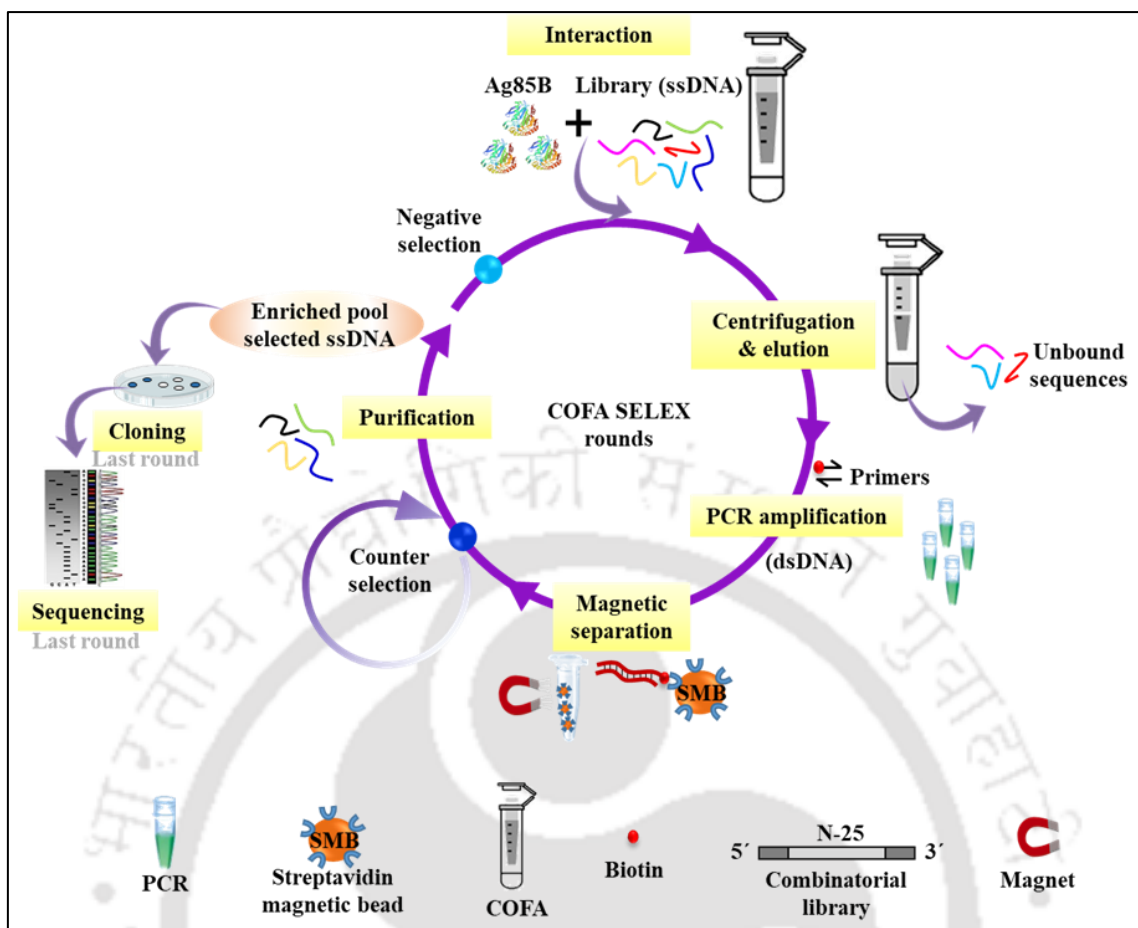 Interaction
Ag85B
+
Library (ssDNA)
Negative
selection
Enriched pool
selected ssDNA
Centrifugation
& elution
Unbound
sequences
Purification
COFA SELEX
rounds
Cloning
Last round
Primers
PCR amplification
(dsDNA)
Counter
selection
Magnetic
separation
Sequencing
Last round
SMB
SMB
N-25
5´
3´
PCR
Streptavidin
magnetic bead
COFA
Biotin
Combinatorial
library
Magnet
भारतीय प्रौद्योगिकी संस्थान गुवाहाटी